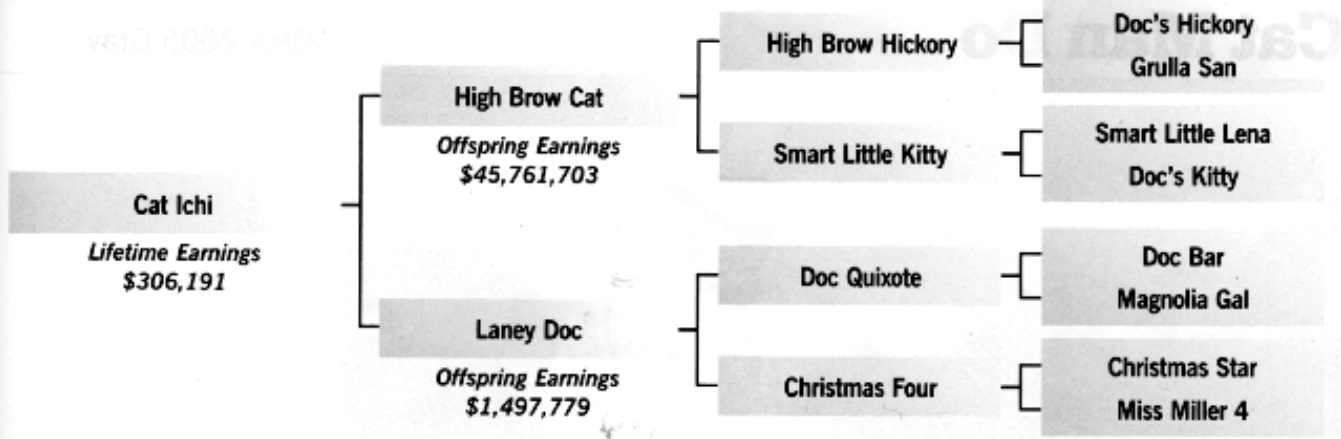 Cat Ichi
Lifetime Earnings
$306,191
High Brow Cat
Offspring Earnings
$45,761,703
Laney Doc
Offspring Earnings
$1,497,779
High Brow Hickory
Smart Little Kitty
Doc Quixote
Christmas Four
Doc's Hickory
Grulla San
Smart Little Lena
Doc's Kitty
Doc Bar
Magnolia Gal
Christmas Star
Miss Miller 4